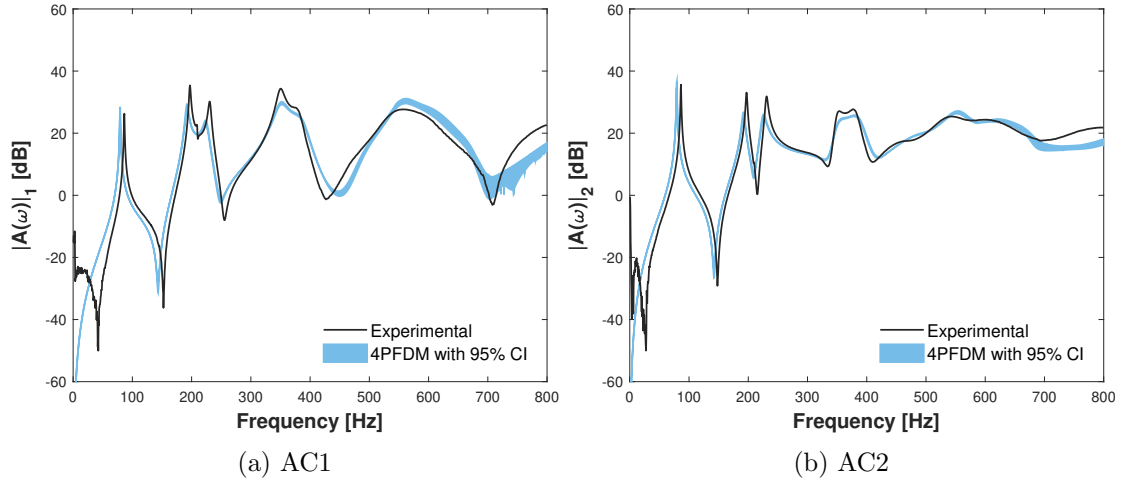 60
40
20
0
-20
-40
-60
|A(ω)|₁ [dB]
0 100 200 300 400 500 600 700 800
Frequency [Hz]
Experimental
4PFDM with 95% CI
(a) AC1
60
40
20
0
-20
-40
-60
|A(ω)|₂ [dB]
0 100 200 300 400 500 600 700 800
Frequency [Hz]
Experimental
4PFDM with 95% CI
(b) AC2